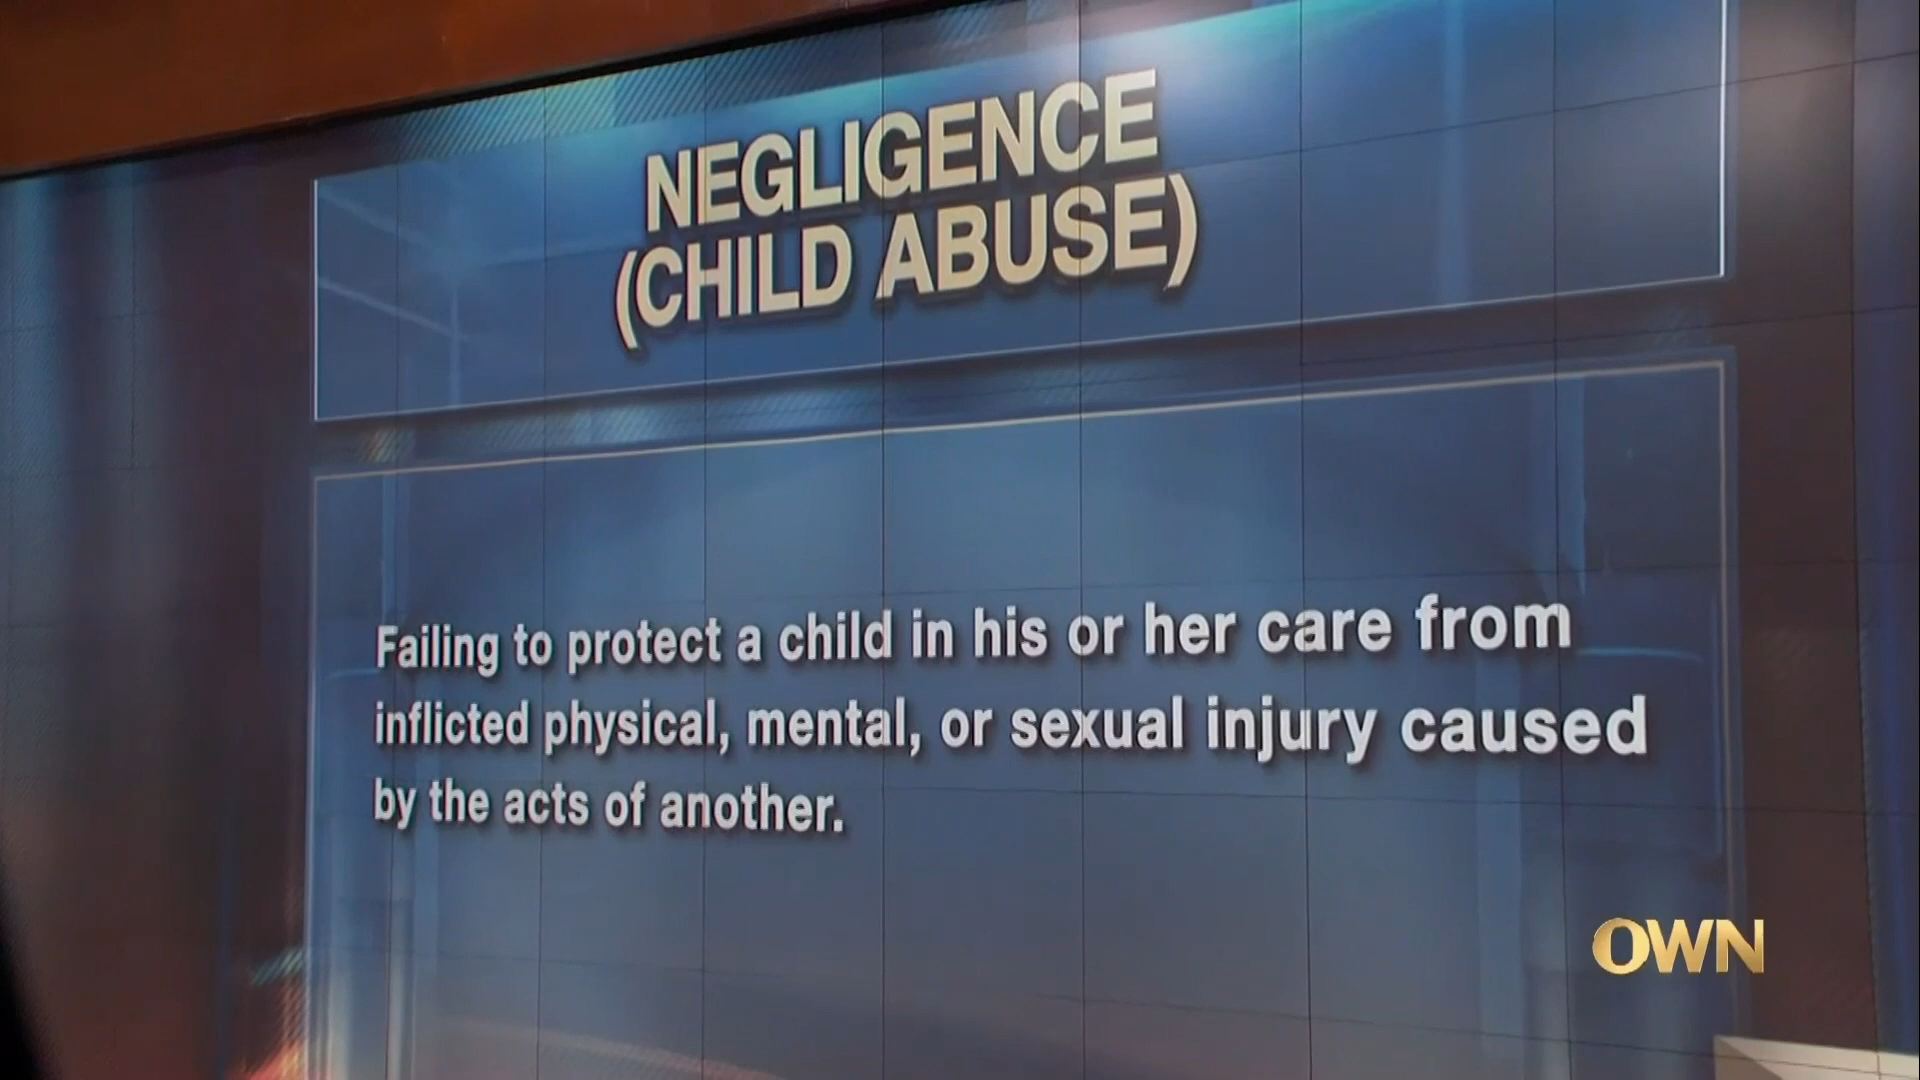 NEGLIGENCE
(CHILD ABUSE)
Failing to protect a child in his or her care from
inflicted physical, mental, or sexual injury caused
by the acts of another.
OWN